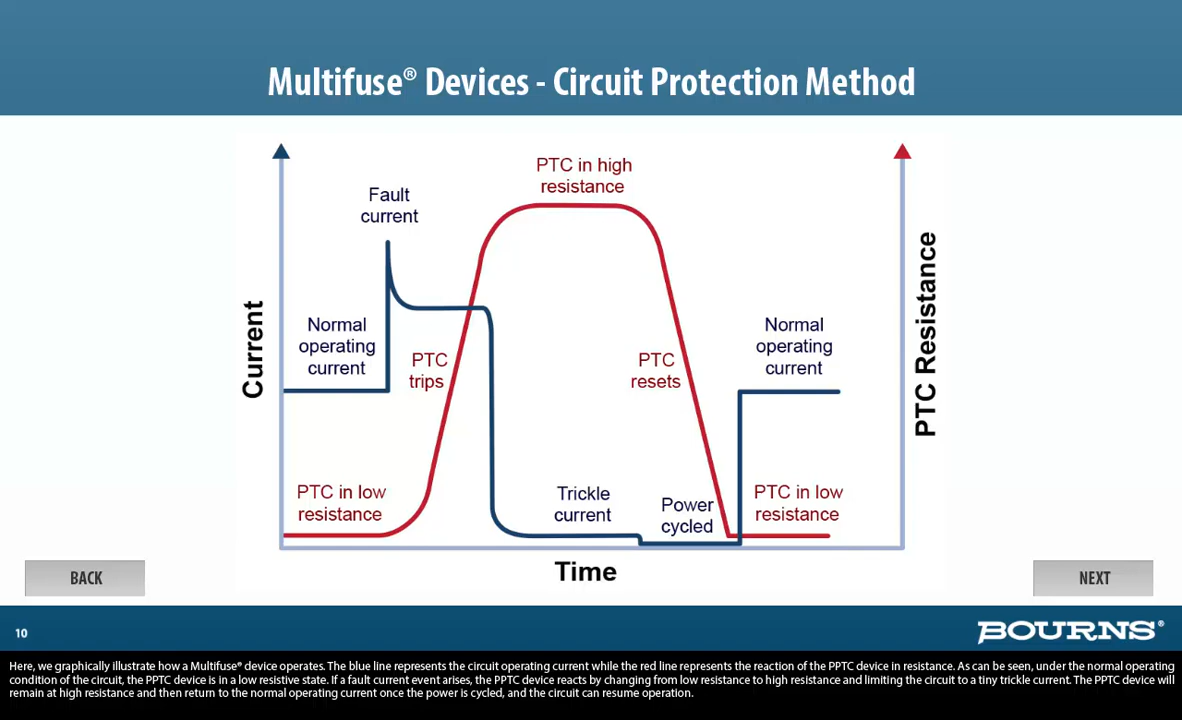 Multifuse® Devices - Circuit Protection Method
PTC in high
resistance
Fault
current
Current
PTC Resistance
Normal
operating
current
PTC
trips
PTC
resets
Normal
operating
current
PTC in low
resistance
Trickle
current
Power
cycled
PTC in low
resistance
Time
BACK
NEXT
10
BOURNS®
Here, we graphically illustrate how a Multifuse® device operates. The blue line represents the circuit operating current while the red line represents the reaction of the PPTC device in resistance. As can be seen, under the normal operating
condition of the circuit, the PPTC device is in a low resistive state. If a fault current event arises, the PPTC device reacts by changing from low resistance to high resistance and limiting the circuit to a tiny trickle current. The PPTC device will
remain at high resistance and then return to the normal operating current once the power is cycled, and the circuit can resume operation.